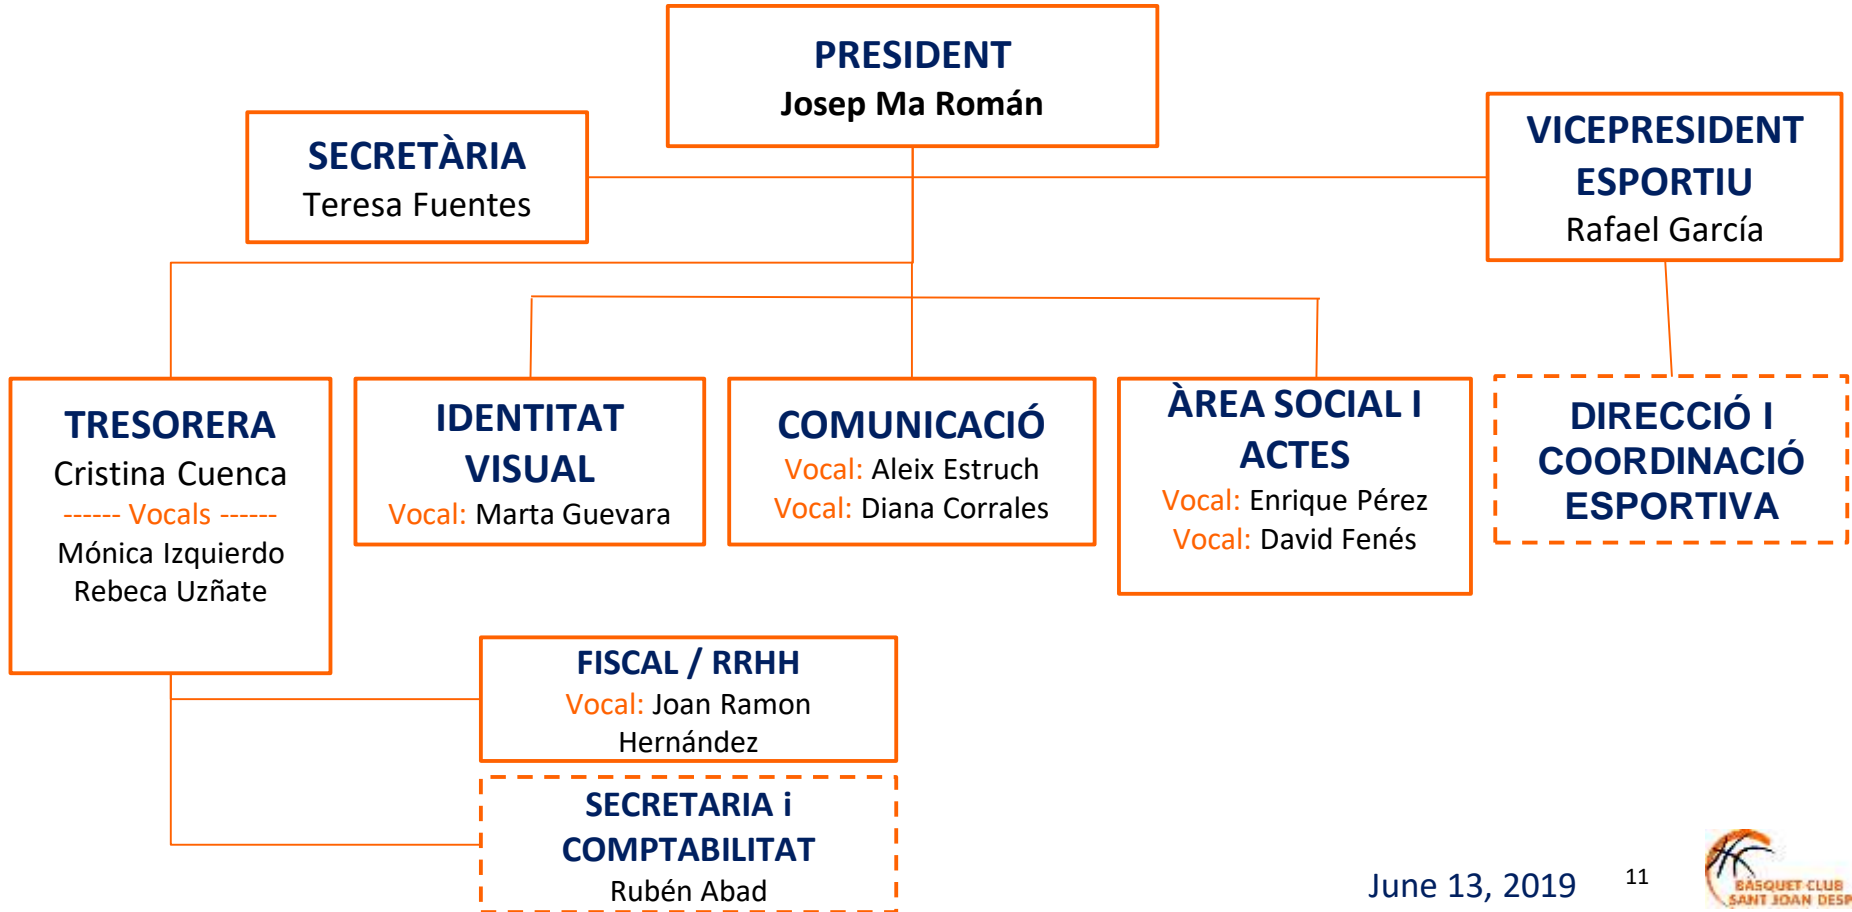 PRESIDENT
Josep Ma Román
SECRETÀRIA
Teresa Fuentes
VICEPRESIDENT
ESPORTIU
Rafael García
TRESORERA
Cristina Cuenca
------ Vocals ------
Mónica Izquierdo
Rebeca Uzñate
IDENTITAT
VISUAL
Vocal: Marta Guevara
COMUNICACIÓ
Vocal: Aleix Estruch
Vocal: Diana Corrales
ÀREA SOCIAL I
ACTES
Vocal: Enrique Pérez
Vocal: David Fenés
DIRECCIÓ I
COORDINACIÓ
ESPORTIVA
FISCAL / RRHH
Vocal: Joan Ramon
Hernández
SECRETARIA i
COMPTABILITAT
Rubén Abad
June 13, 2019
11
BÀSQUET CLUB
SANT JOAN DESP